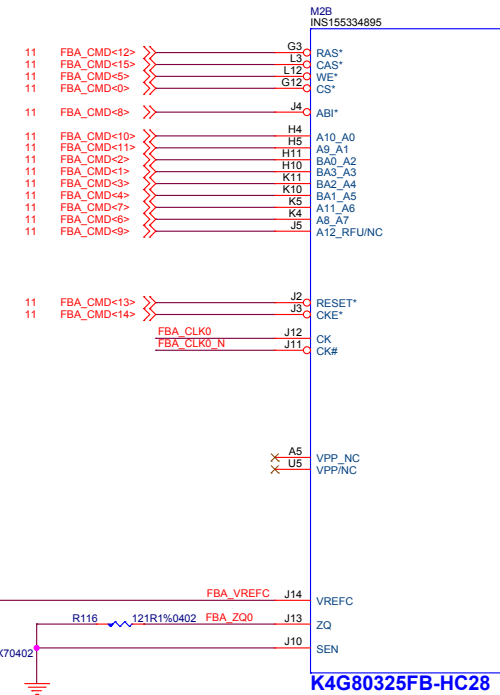 M2B
INS155334895
11 FBA_CMD<12> G3 RAS*
11 FBA_CMD<15> L3 CAS*
11 FBA_CMD<5> L12 WE*
11 FBA_CMD<0> G12 CS*
11 FBA_CMD<8> J4 ABI*
11 FBA_CMD<10> H4 A10_A0
11 FBA_CMD<11> H5 A9_A1
11 FBA_CMD<2> H11 BA0_A2
11 FBA_CMD<1> H10 BA3_A3
11 FBA_CMD<3> K11 BA2_A4
11 FBA_CMD<4> K10 BA1_A5
11 FBA_CMD<7> K5 A11_A6
11 FBA_CMD<6> K4 A8_A7
11 FBA_CMD<9> J5 A12_RFU/NC
11 FBA_CMD<13> J2 RESET*
11 FBA_CMD<14> J3 CKE*
FBA_CLK0 J12 CK
FBA_CLK0_N J11 CK#
A5 VPP_NC
U5 VPP/NC
FBA_VREFC J14 VREFC
R116 121R1%0402 FBA_ZQ0 J13 ZQ
J10 SEN
X70402
K4G80325FB-HC28